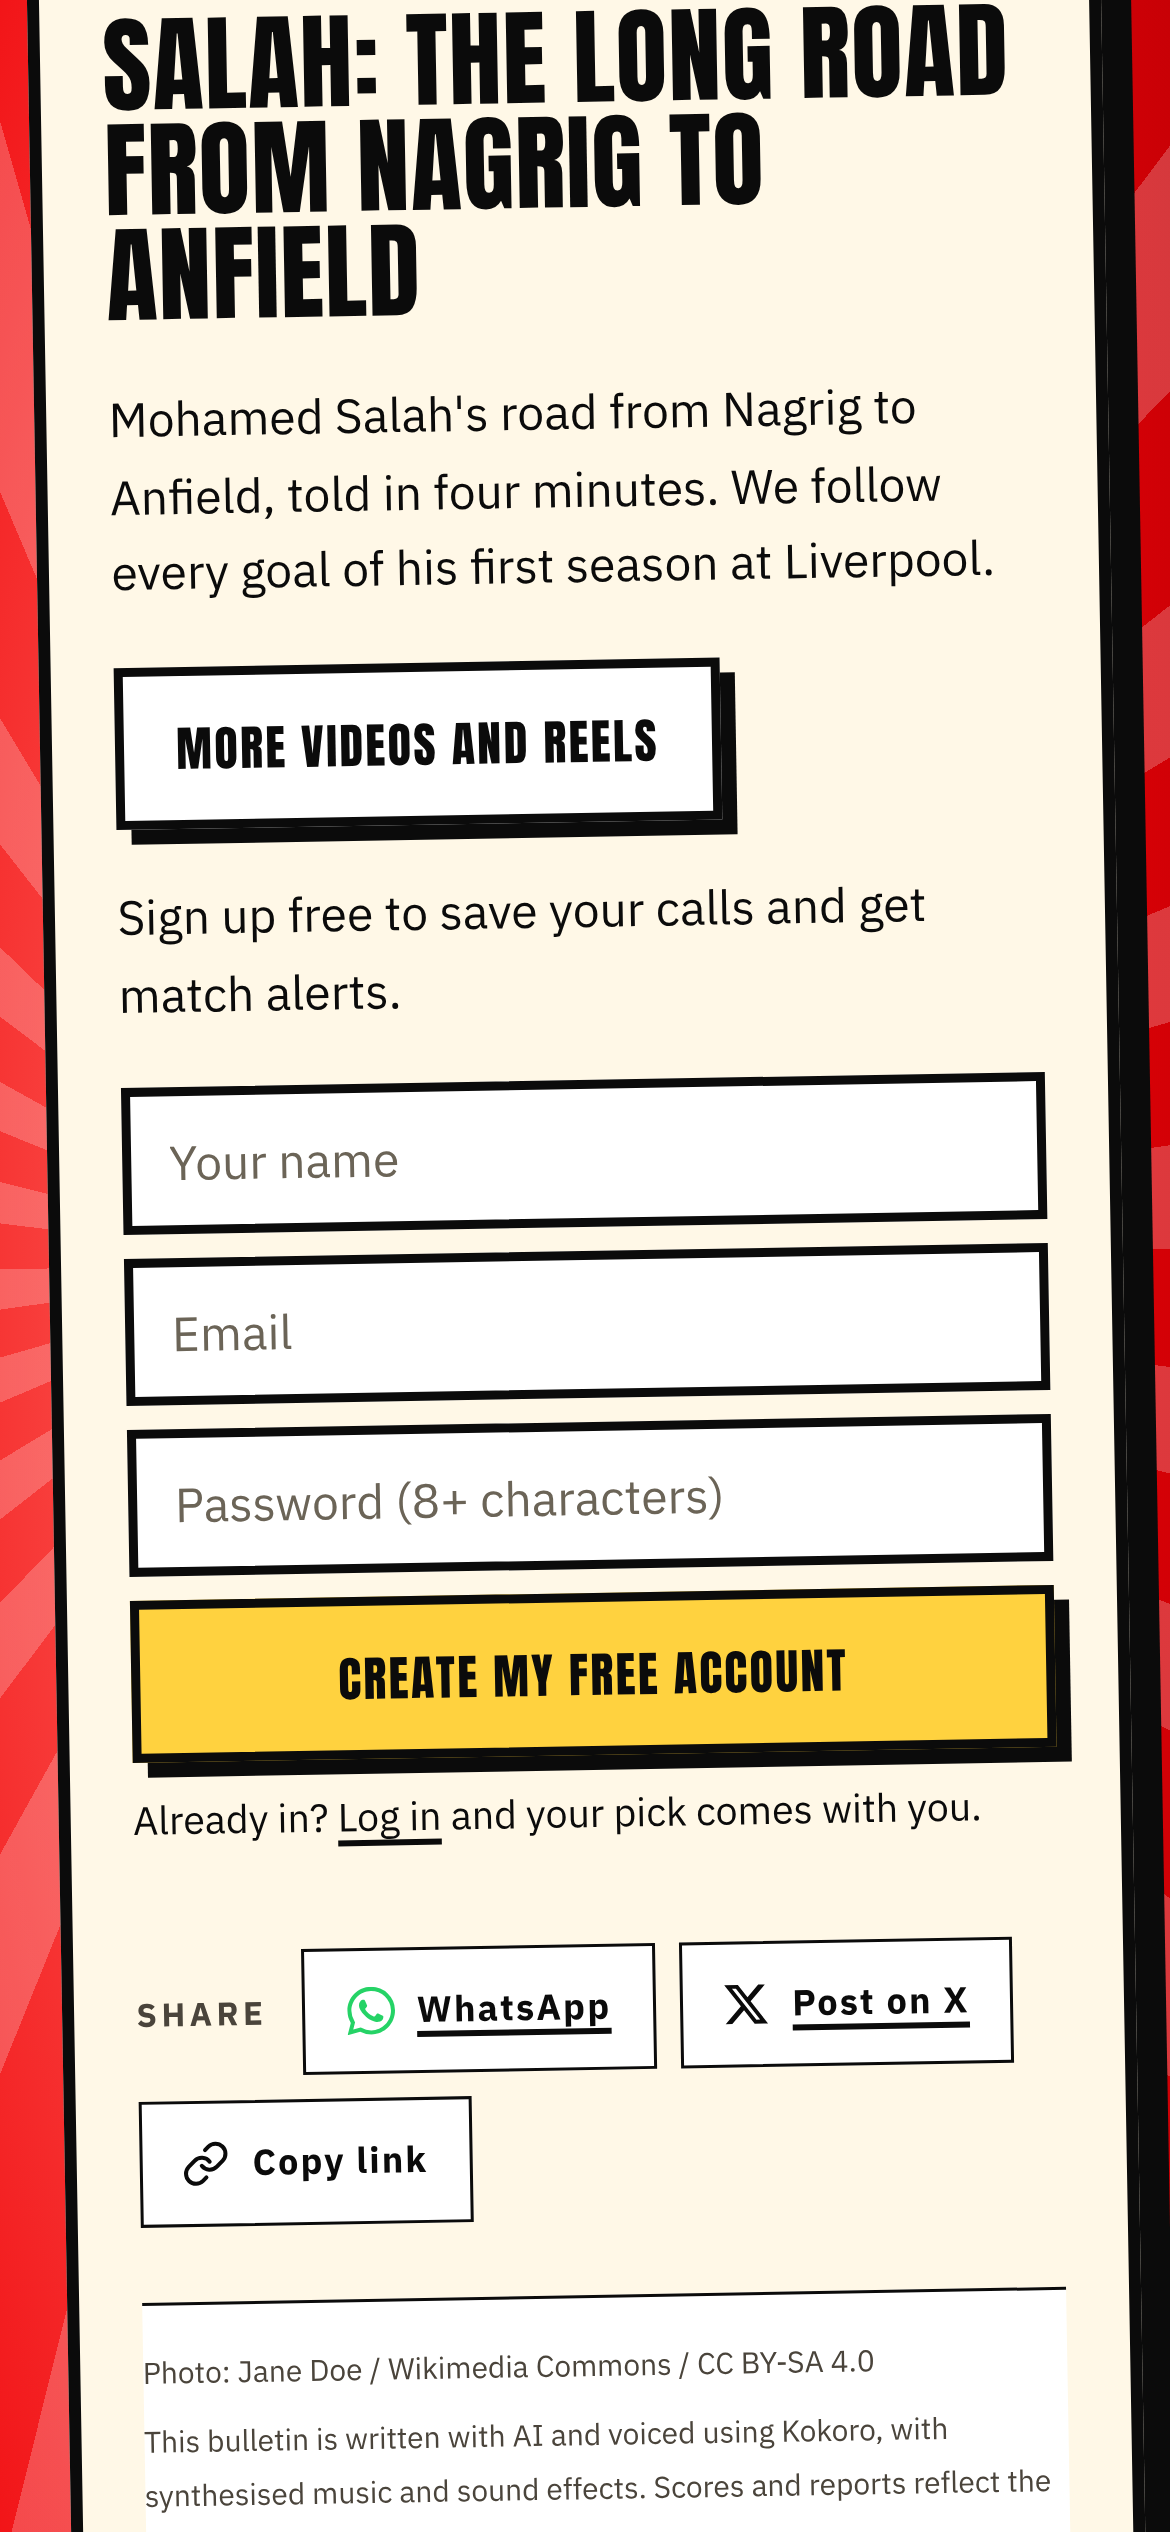 SALAH: THE LONG ROAD
FROM NAGRIG TO
ANFIELD
Mohamed Salah's road from Nagrig to
Anfield, told in four minutes. We follow
every goal of his first season at Liverpool.
MORE VIDEOS AND REELS
Sign up free to save your calls and get
match alerts.
Your name
Email
Password (8+ characters)
CREATE MY FREE ACCOUNT
Already in? Log in and your pick comes with you.
SHARE
WhatsApp
Post on X
Copy link
Photo: Jane Doe / Wikimedia Commons / CC BY-SA 4.0
This bulletin is written with AI and voiced using Kokoro, with
synthesised music and sound effects. Scores and reports reflect the